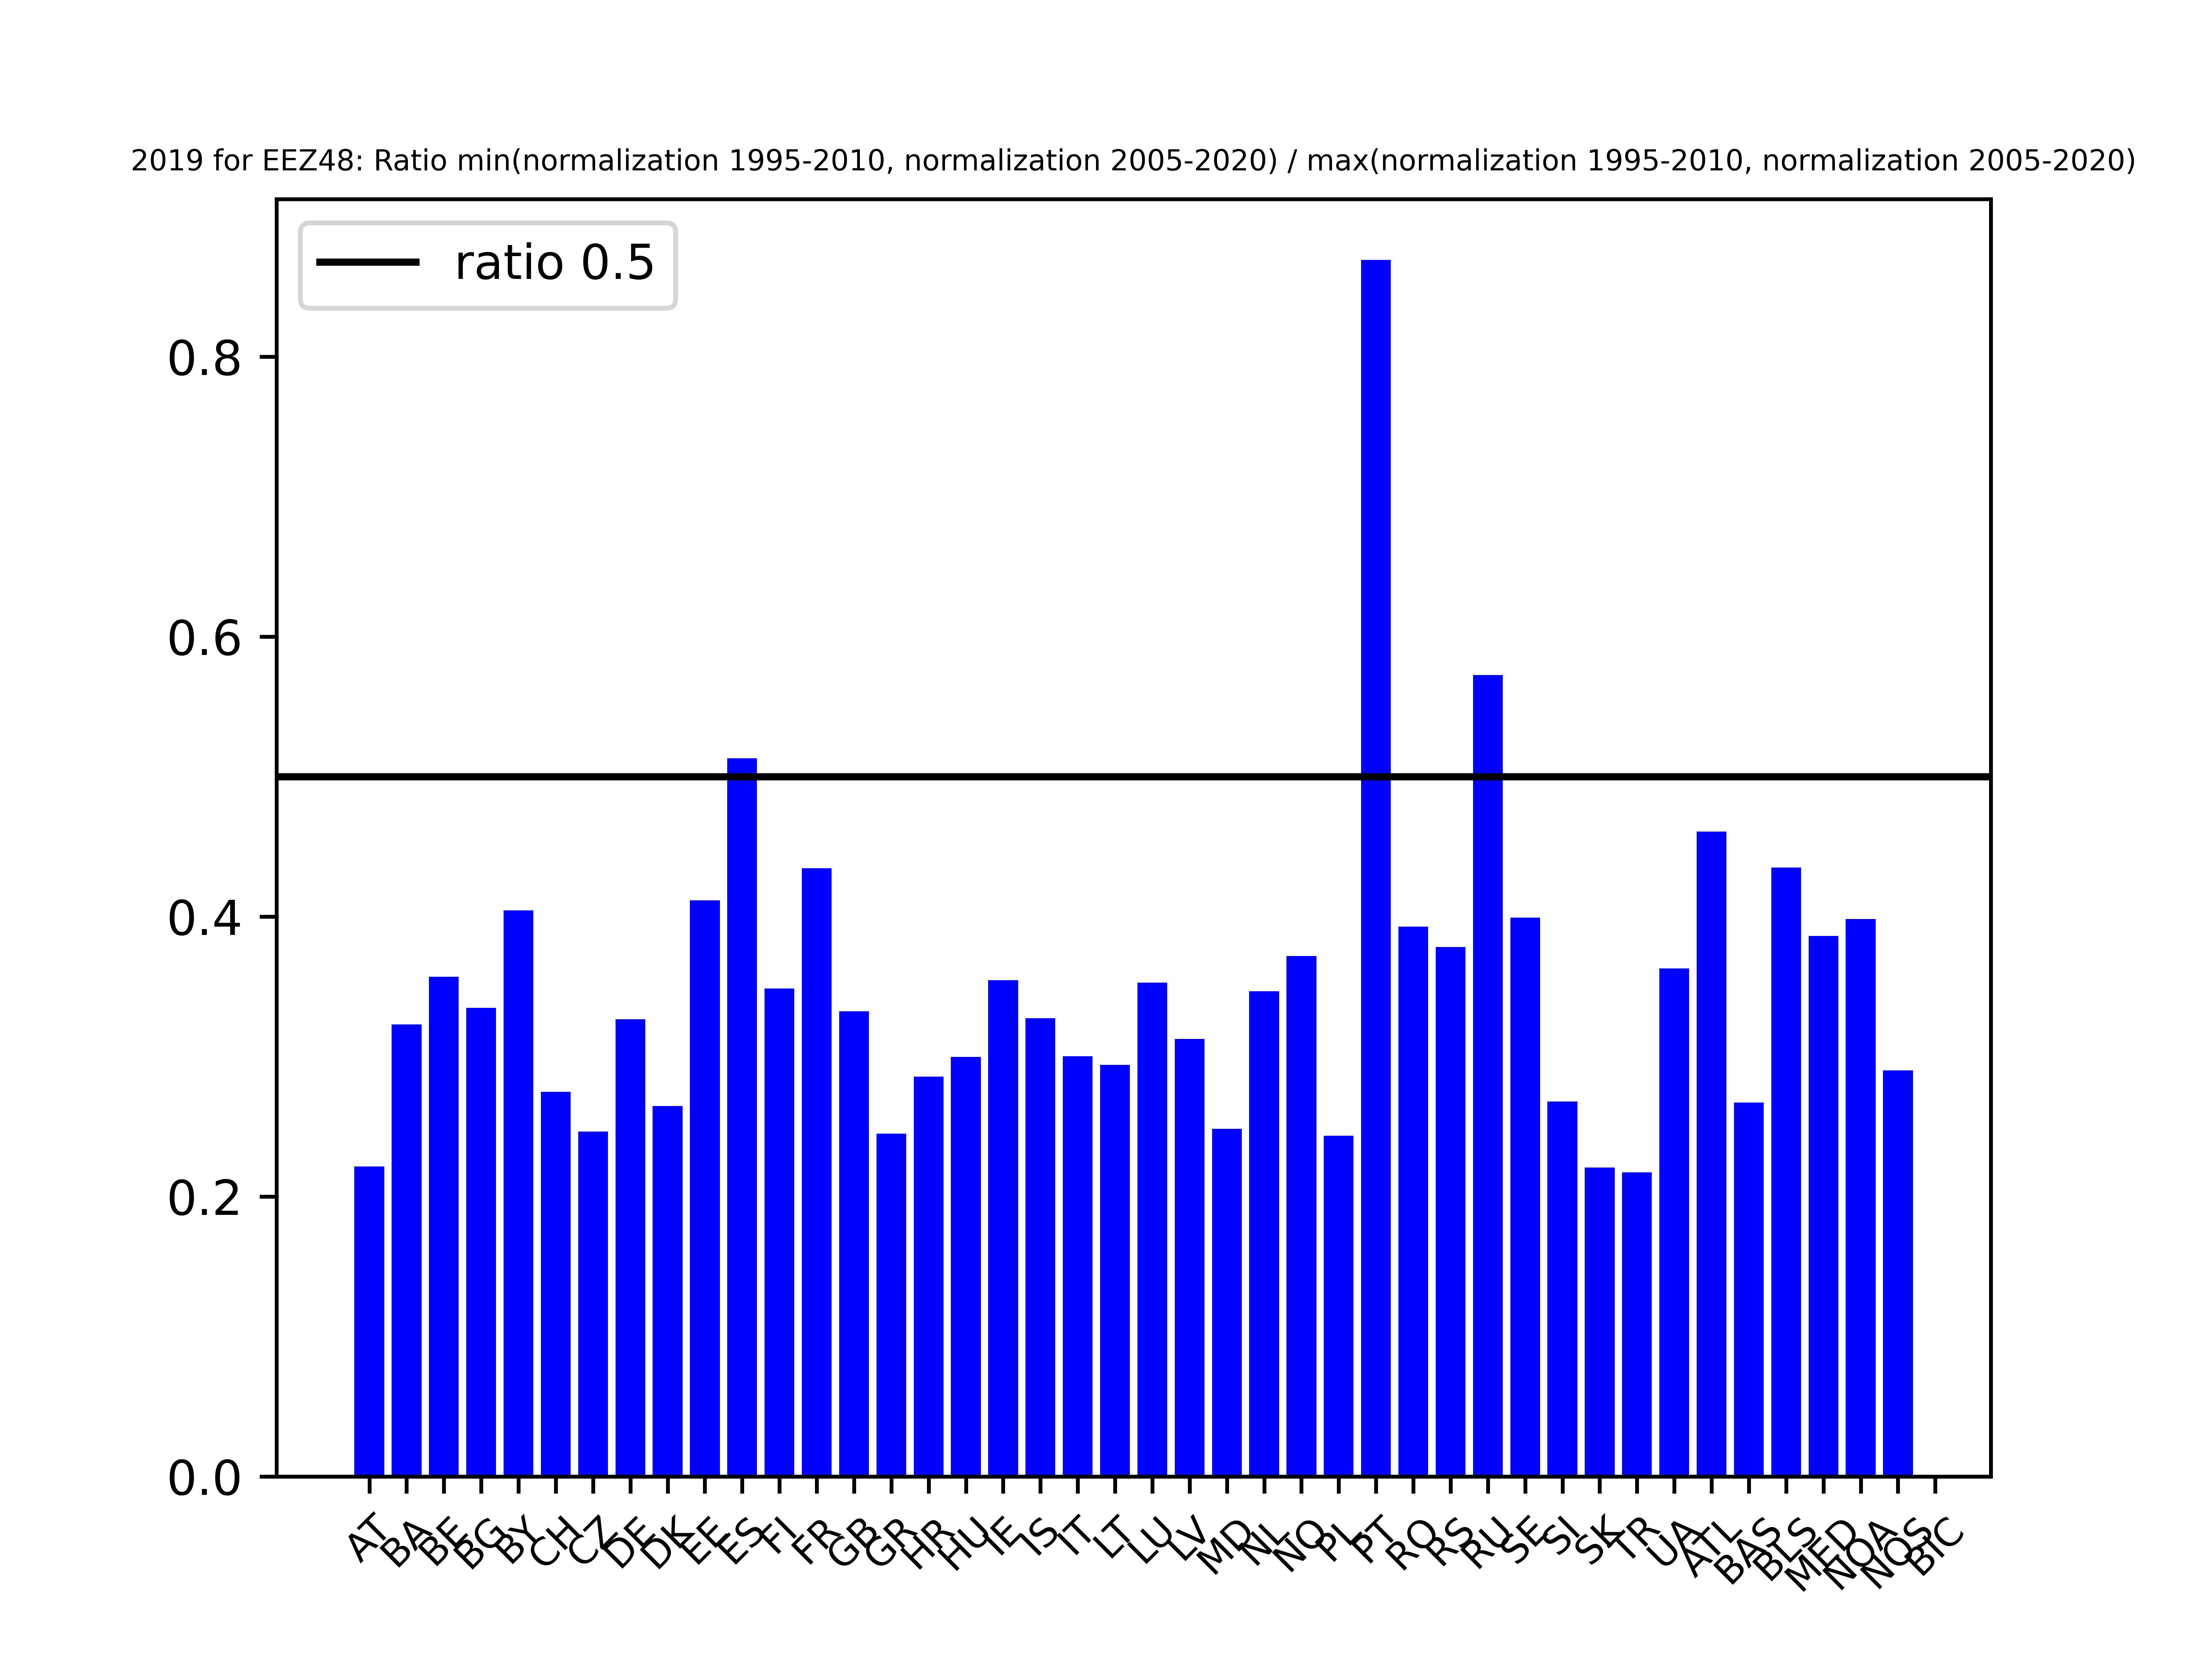 2019 for EEZ48: Ratio min(normalization 1995-2010, normalization 2005-2020) / max(normalization 1995-2010, normalization 2005-2020)
ratio 0.5
0.8
0.6
0.4
0.2
0.0
AT BA BE BG BY CH CZ DE DK EE ES FI FR GB GR HR HU IE IS IT LT LU LV MD NL NO PL PT RO RS RU SE SI SK TR UA ATL BAS BLS MED NOA NOS BIC